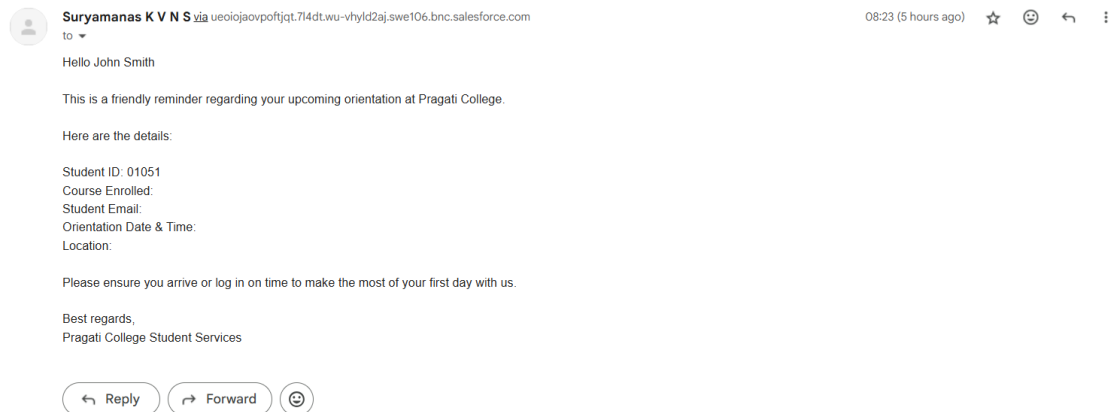 Suryamanas K V N S via ueoiojaovpoftjqt.7l4dt.wu-vhyld2aj.swe106.bnc.salesforce.com 08:23 (5 hours ago)
to
Hello John Smith
This is a friendly reminder regarding your upcoming orientation at Pragati College.
Here are the details:
Student ID: 01051
Course Enrolled:
Student Email:
Orientation Date & Time:
Location:
Please ensure you arrive or log in on time to make the most of your first day with us.
Best regards,
Pragati College Student Services
Reply Forward